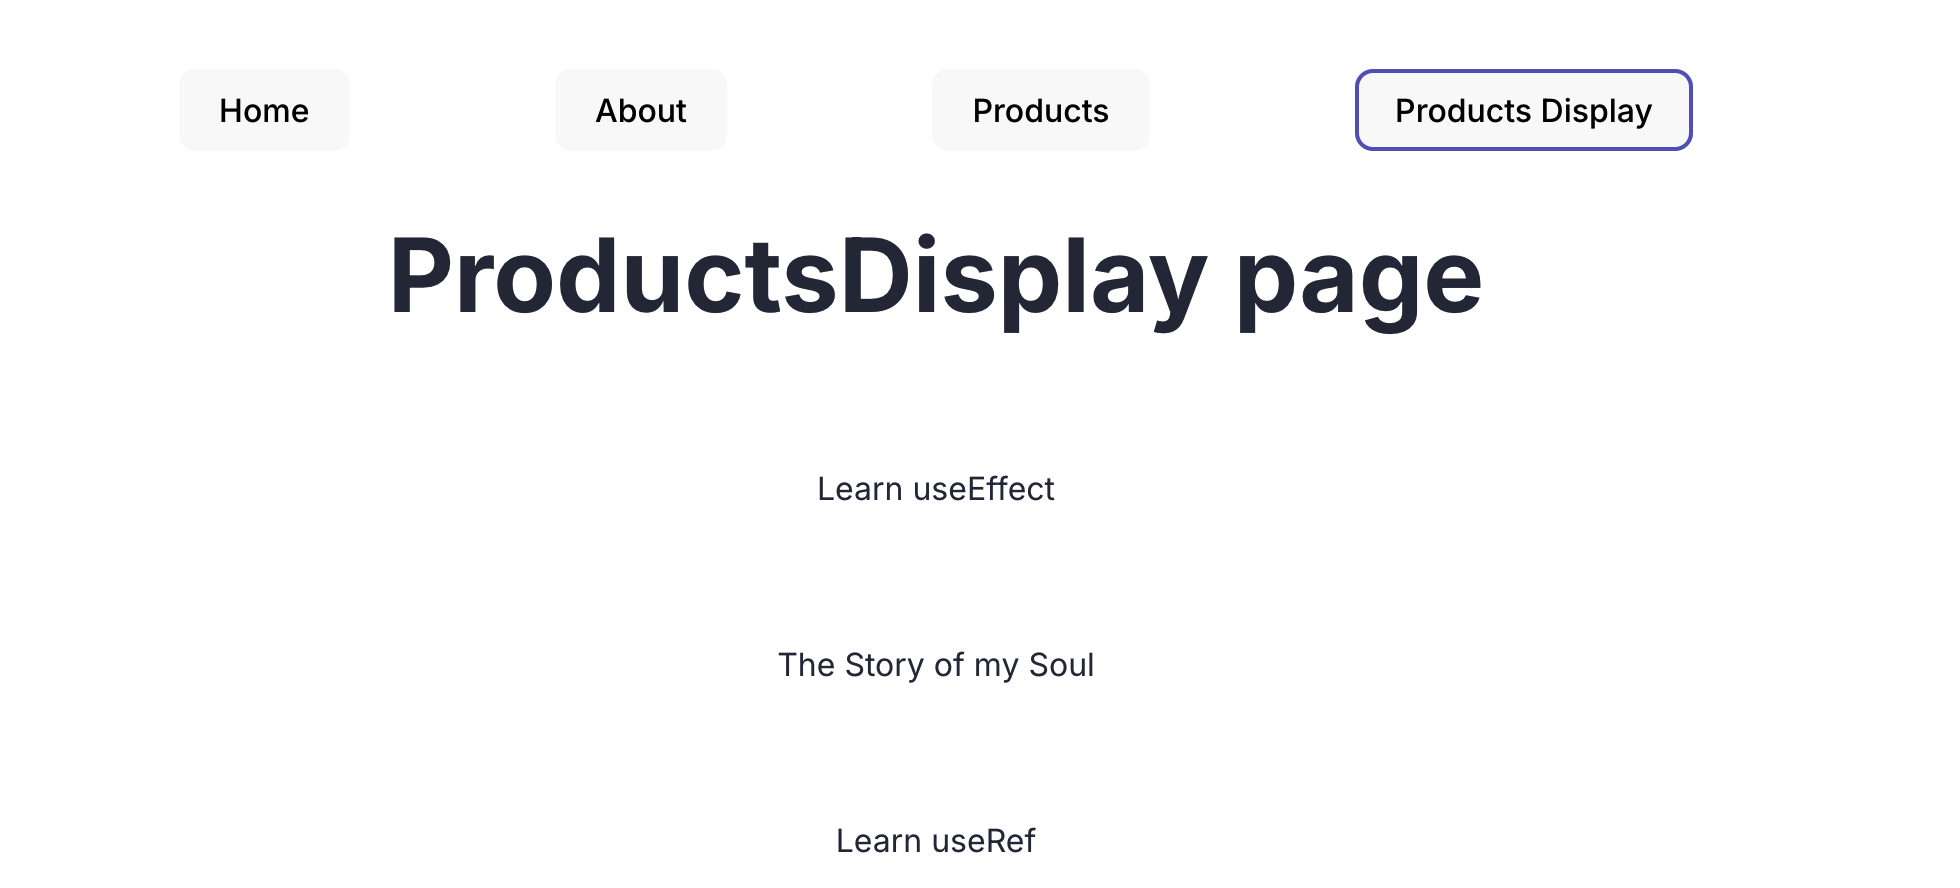 Home About Products Products Display
ProductsDisplay page
Learn useEffect
The Story of my Soul
Learn useRef